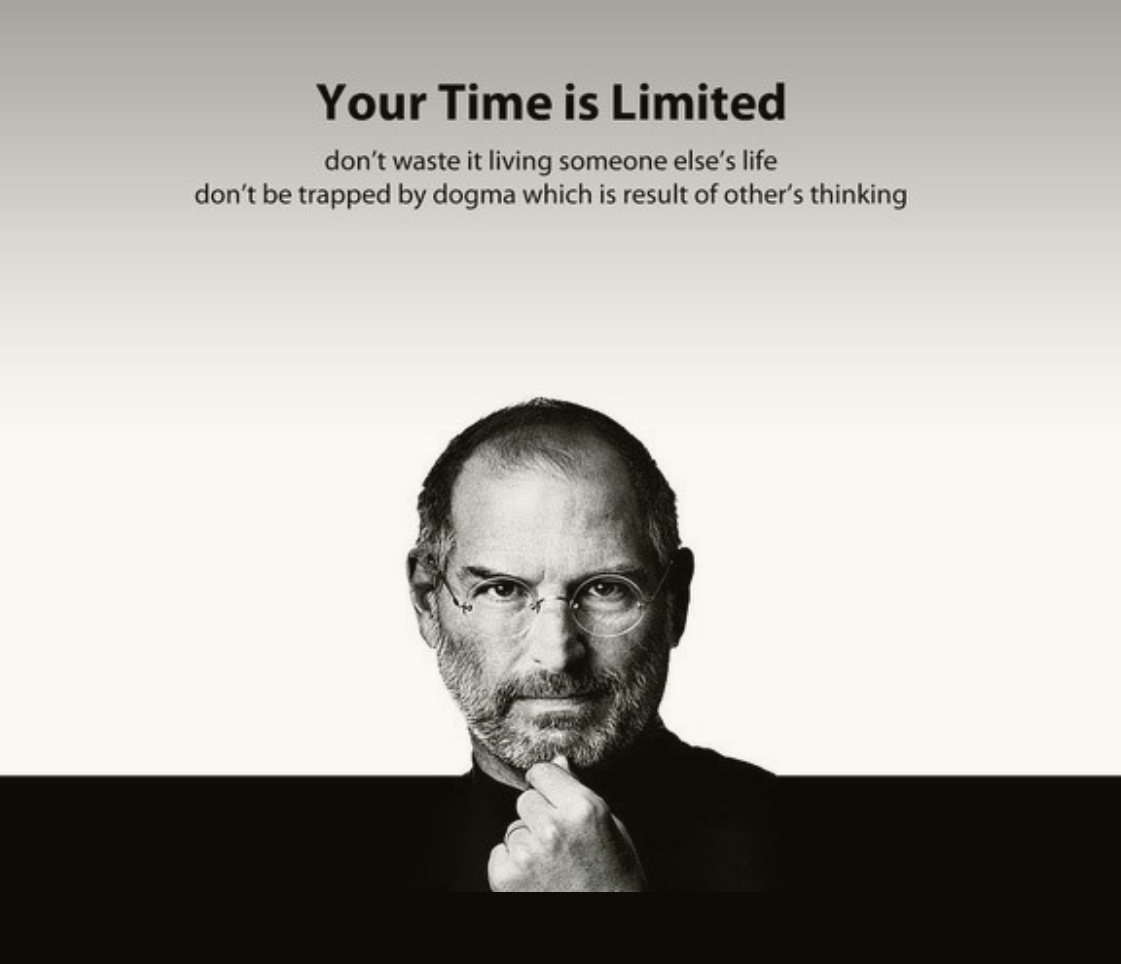 Your Time is Limited
don’t waste it living someone else’s life
don’t be trapped by dogma which is result of other’s thinking